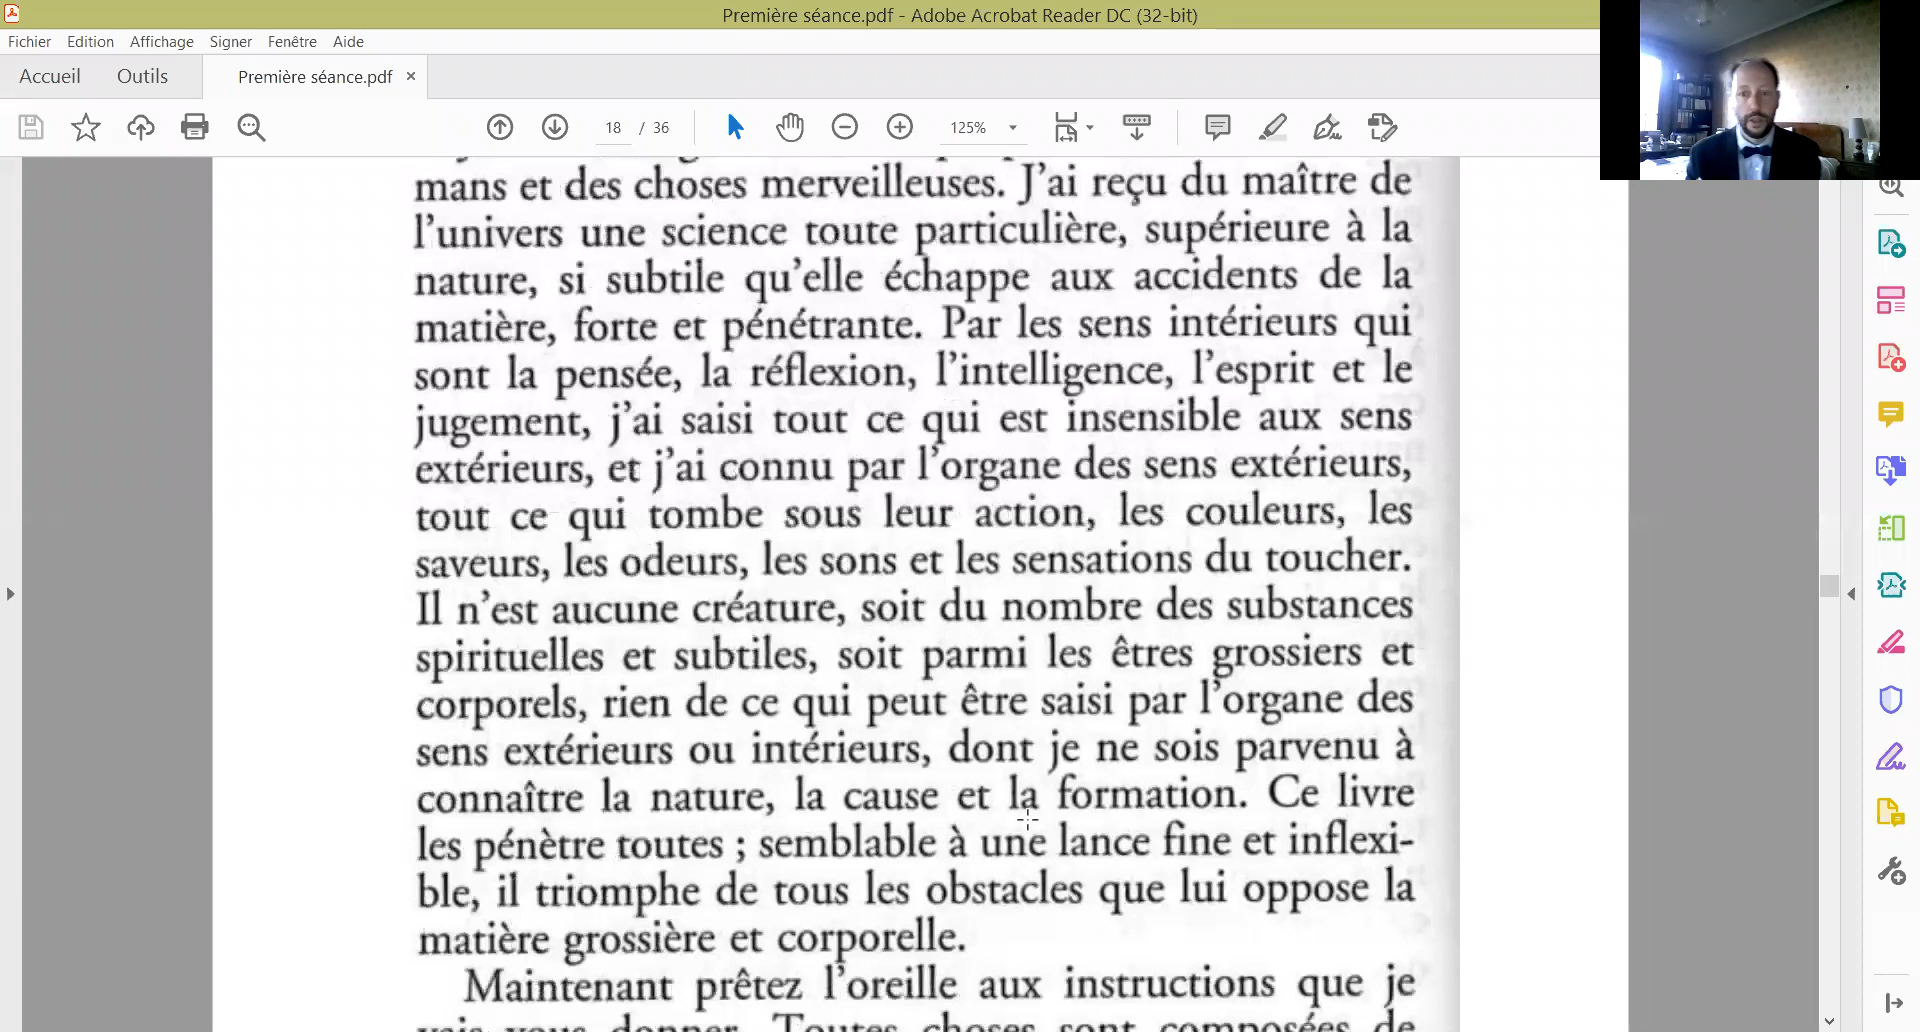 Première séance.pdf - Adobe Acrobat Reader DC (32-bit)
Fichier Edition Affichage Signer Fenêtre Aide
Accueil Outils Première séance.pdf ×
18 / 36 125%
mans et des choses merveilleuses. J'ai reçu du maître de
l'univers une science toute particulière, supérieure à la
nature, si subtile qu'elle échappe aux accidents de la
matière, forte et pénétrante. Par les sens intérieurs qui
sont la pensée, la réflexion, l'intelligence, l'esprit et le
jugement, j'ai saisi tout ce qui est insensible aux sens
extérieurs, et j'ai connu par l'organe des sens extérieurs,
tout ce qui tombe sous leur action, les couleurs, les
saveurs, les odeurs, les sons et les sensations du toucher.
Il n'est aucune créature, soit du nombre des substances
spirituelles et subtiles, soit parmi les êtres grossiers et
corporels, rien de ce qui peut être saisi par l'organe des
sens extérieurs ou intérieurs, dont je ne sois parvenu à
connaître la nature, la cause et la formation. Ce livre
les pénètre toutes ; semblable à une lance fine et inflexi-
ble, il triomphe de tous les obstacles que lui oppose la
matière grossière et corporelle.
Maintenant prêtez l'oreille aux instructions que je
vais vous donner. Toutes choses sont composées de